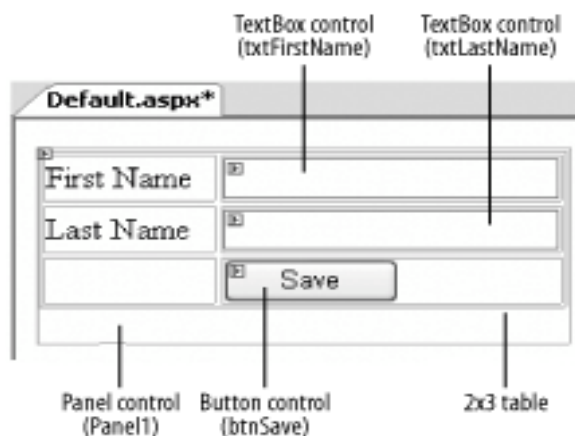 TextBox control
(txtFirstName)
TextBox control
(txtLastName)
Default.aspx*
First Name
Last Name
Save
Panel control
(Panel1)
Button control
(btnSave)
2x3 table